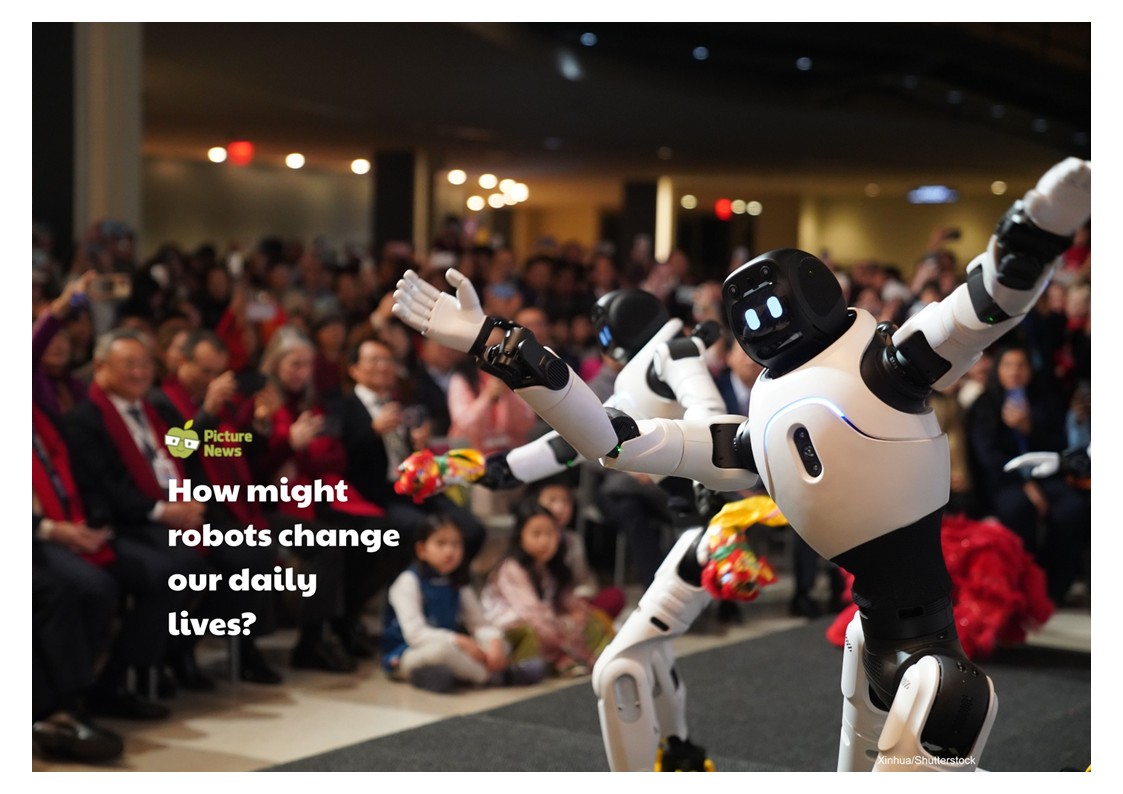 Picture
News
How might
robots change
our daily
lives?
Xinhua/Shutterstock